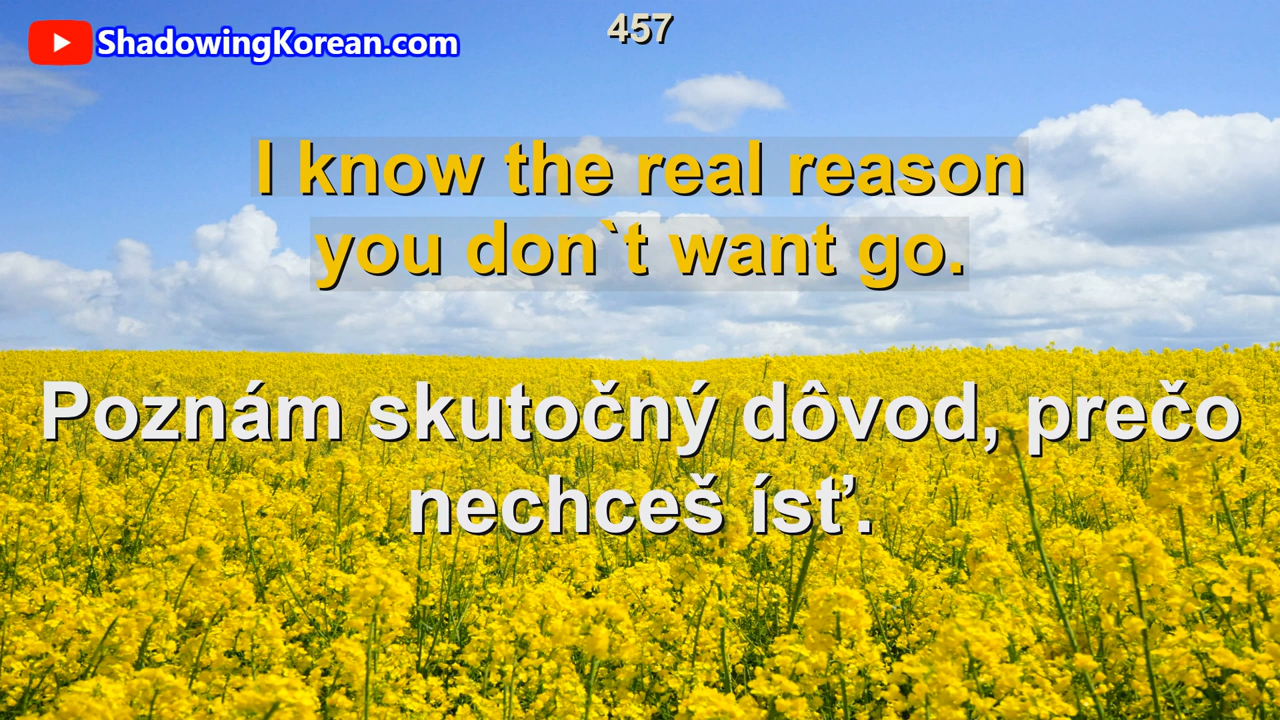 ShadowingKorean.com
457
I know the real reason
you don`t want go.
Poznám skutočný dôvod, prečo
nechceš ísť.